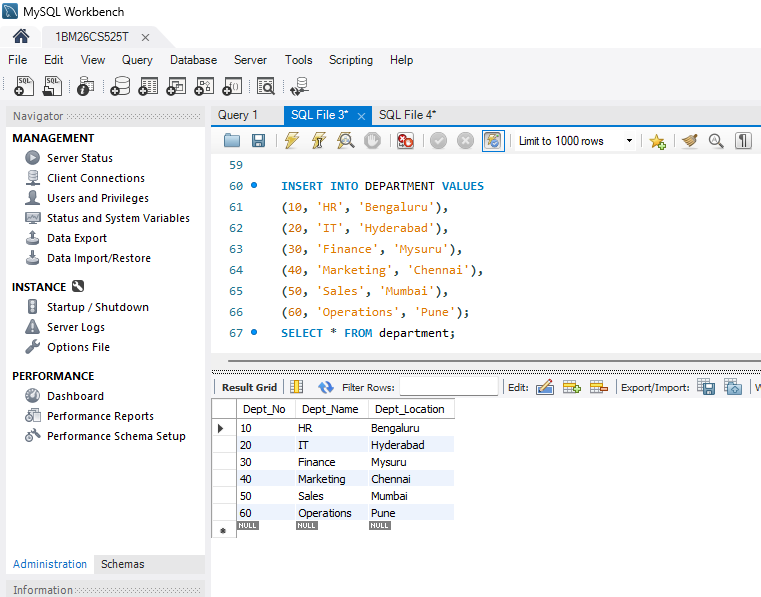 MySQL Workbench
1BM26CS525T
File Edit View Query Database Server Tools Scripting Help
Navigator
MANAGEMENT
Server Status
Client Connections
Users and Privileges
Status and System Variables
Data Export
Data Import/Restore
INSTANCE
Startup / Shutdown
Server Logs
Options File
PERFORMANCE
Dashboard
Performance Reports
Performance Schema Setup
Administration Schemas
Information
Query 1 SQL File 3* SQL File 4*
Limit to 1000 rows
59
60 INSERT INTO DEPARTMENT VALUES
61 (10, 'HR', 'Bengaluru'),
62 (20, 'IT', 'Hyderabad'),
63 (30, 'Finance', 'Mysuru'),
64 (40, 'Marketing', 'Chennai'),
65 (50, 'Sales', 'Mumbai'),
66 (60, 'Operations', 'Pune');
67 SELECT * FROM department;
Result Grid Filter Rows: Edit: Export/Import: W
Dept_No Dept_Name Dept_Location
10 HR Bengaluru
20 IT Hyderabad
30 Finance Mysuru
40 Marketing Chennai
50 Sales Mumbai
60 Operations Pune
NULL NULL NULL